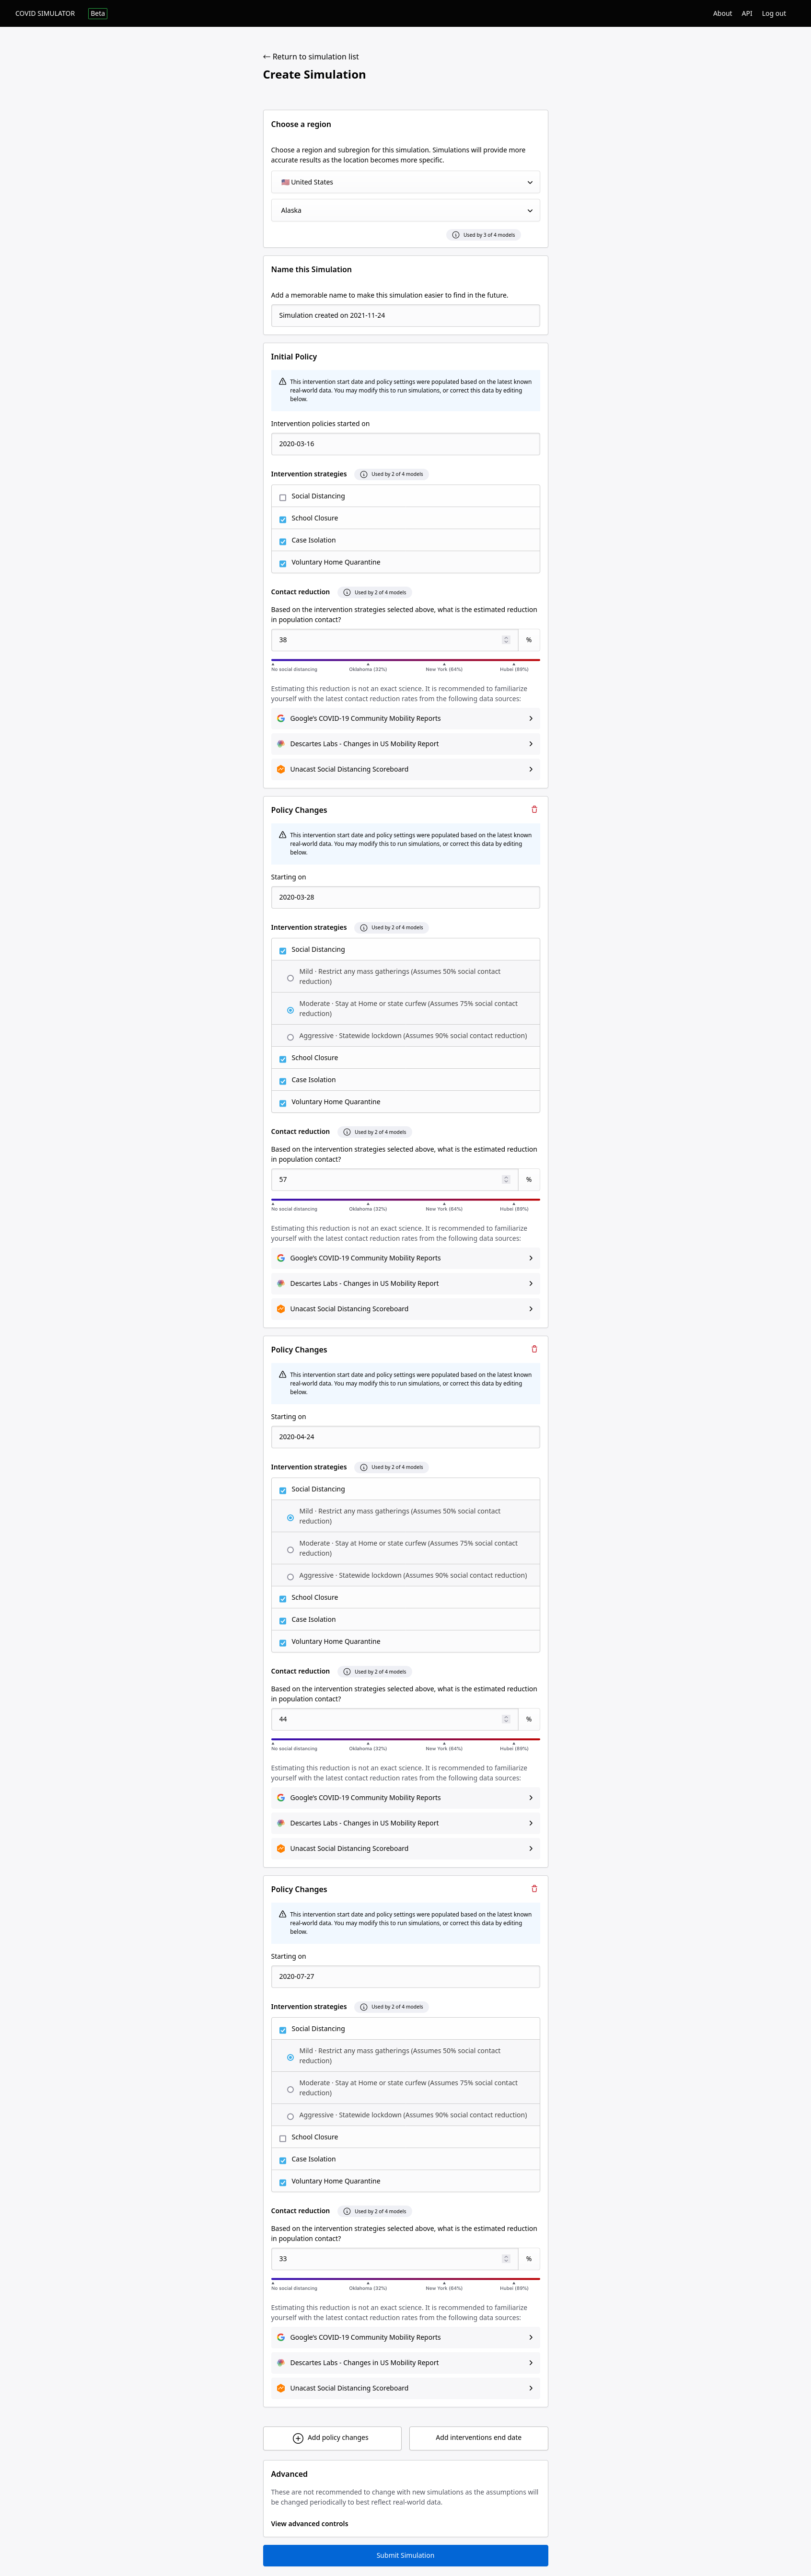 COVID SIMULATOR Beta About API Log out
← Return to simulation list
Create Simulation
Choose a region
Choose a region and subregion for this simulation. Simulations will provide more
accurate results as the location becomes more specific.
🇺🇸 United States
Alaska
Used by 3 of 4 models
Name this Simulation
Add a memorable name to make this simulation easier to find in the future.
Simulation created on 2021-11-24
Initial Policy
This intervention start date and policy settings were populated based on the latest known
real-world data. You may modify this to run simulations, or correct this data by editing
below.
Intervention policies started on
2020-03-16
Intervention strategies Used by 2 of 4 models
Social Distancing
School Closure
Case Isolation
Voluntary Home Quarantine
Contact reduction Used by 2 of 4 models
Based on the intervention strategies selected above, what is the estimated reduction
in population contact?
38 %
No social distancing Oklahoma (32%) New York (64%) Hubei (89%)
Estimating this reduction is not an exact science. It is recommended to familiarize
yourself with the latest contact reduction rates from the following data sources:
Google's COVID-19 Community Mobility Reports
Descartes Labs - Changes in US Mobility Report
Unacast Social Distancing Scoreboard
Policy Changes
This intervention start date and policy settings were populated based on the latest known
real-world data. You may modify this to run simulations, or correct this data by editing
below.
Starting on
2020-03-28
Intervention strategies Used by 2 of 4 models
Social Distancing
Mild · Restrict any mass gatherings (Assumes 50% social contact
reduction)
Moderate · Stay at Home or state curfew (Assumes 75% social contact
reduction)
Aggressive · Statewide lockdown (Assumes 90% social contact reduction)
School Closure
Case Isolation
Voluntary Home Quarantine
Contact reduction Used by 2 of 4 models
Based on the intervention strategies selected above, what is the estimated reduction
in population contact?
57 %
No social distancing Oklahoma (32%) New York (64%) Hubei (89%)
Estimating this reduction is not an exact science. It is recommended to familiarize
yourself with the latest contact reduction rates from the following data sources:
Google's COVID-19 Community Mobility Reports
Descartes Labs - Changes in US Mobility Report
Unacast Social Distancing Scoreboard
Policy Changes
This intervention start date and policy settings were populated based on the latest known
real-world data. You may modify this to run simulations, or correct this data by editing
below.
Starting on
2020-04-24
Intervention strategies Used by 2 of 4 models
Social Distancing
Mild · Restrict any mass gatherings (Assumes 50% social contact
reduction)
Moderate · Stay at Home or state curfew (Assumes 75% social contact
reduction)
Aggressive · Statewide lockdown (Assumes 90% social contact reduction)
School Closure
Case Isolation
Voluntary Home Quarantine
Contact reduction Used by 2 of 4 models
Based on the intervention strategies selected above, what is the estimated reduction
in population contact?
44 %
No social distancing Oklahoma (32%) New York (64%) Hubei (89%)
Estimating this reduction is not an exact science. It is recommended to familiarize
yourself with the latest contact reduction rates from the following data sources:
Google's COVID-19 Community Mobility Reports
Descartes Labs - Changes in US Mobility Report
Unacast Social Distancing Scoreboard
Policy Changes
This intervention start date and policy settings were populated based on the latest known
real-world data. You may modify this to run simulations, or correct this data by editing
below.
Starting on
2020-07-27
Intervention strategies Used by 2 of 4 models
Social Distancing
Mild · Restrict any mass gatherings (Assumes 50% social contact
reduction)
Moderate · Stay at Home or state curfew (Assumes 75% social contact
reduction)
Aggressive · Statewide lockdown (Assumes 90% social contact reduction)
School Closure
Case Isolation
Voluntary Home Quarantine
Contact reduction Used by 2 of 4 models
Based on the intervention strategies selected above, what is the estimated reduction
in population contact?
33 %
No social distancing Oklahoma (32%) New York (64%) Hubei (89%)
Estimating this reduction is not an exact science. It is recommended to familiarize
yourself with the latest contact reduction rates from the following data sources:
Google's COVID-19 Community Mobility Reports
Descartes Labs - Changes in US Mobility Report
Unacast Social Distancing Scoreboard
Add policy changes Add interventions end date
Advanced
These are not recommended to change with new simulations as the assumptions will
be changed periodically to best reflect real-world data.
View advanced controls
Submit Simulation